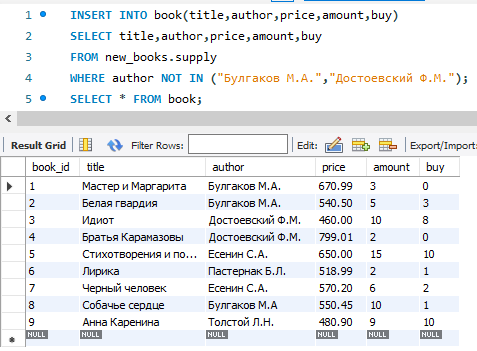 1 INSERT INTO book(title,author,price,amount,buy)
2 SELECT title,author,price,amount,buy
3 FROM new_books.supply
4 WHERE author NOT IN ("Булгаков М.А.","Достоевский Ф.М.");
5 SELECT * FROM book;
Result Grid Filter Rows: Edit: Export/Import:
book_id title author price amount buy
1 Мастер и Маргарита Булгаков М.А. 670.99 3 0
2 Белая гвардия Булгаков М.А. 540.50 5 3
3 Идиот Достоевский Ф.М. 460.00 10 8
4 Братья Карамазовы Достоевский Ф.М. 799.01 2 0
5 Стихотворения и по... Есенин С.А. 650.00 15 10
6 Лирика Пастернак Б.Л. 518.99 2 1
7 Черный человек Есенин С.А. 570.20 6 2
8 Собачье сердце Булгаков М.А 550.45 10 1
9 Анна Каренина Толстой Л.Н. 480.90 9 10
NULL NULL NULL NULL NULL NULL